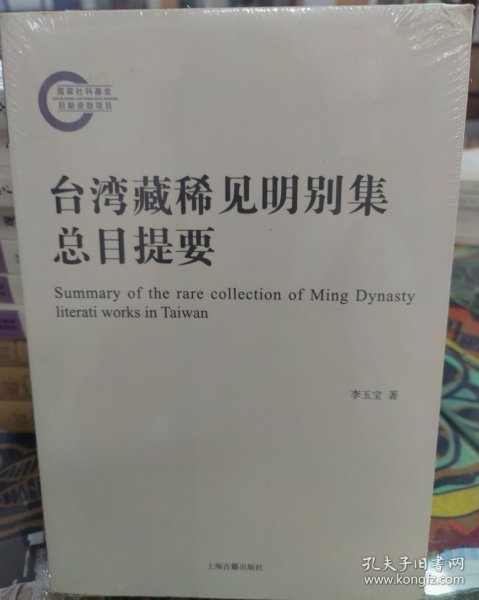 国家社科基金
后期资助项目
台湾藏稀见明别集
总目提要
Summary of the rare collection of Ming Dynasty
literati works in Taiwan
李玉宝 著
上海古籍出版社
孔夫子旧书网
www.kongfz.com